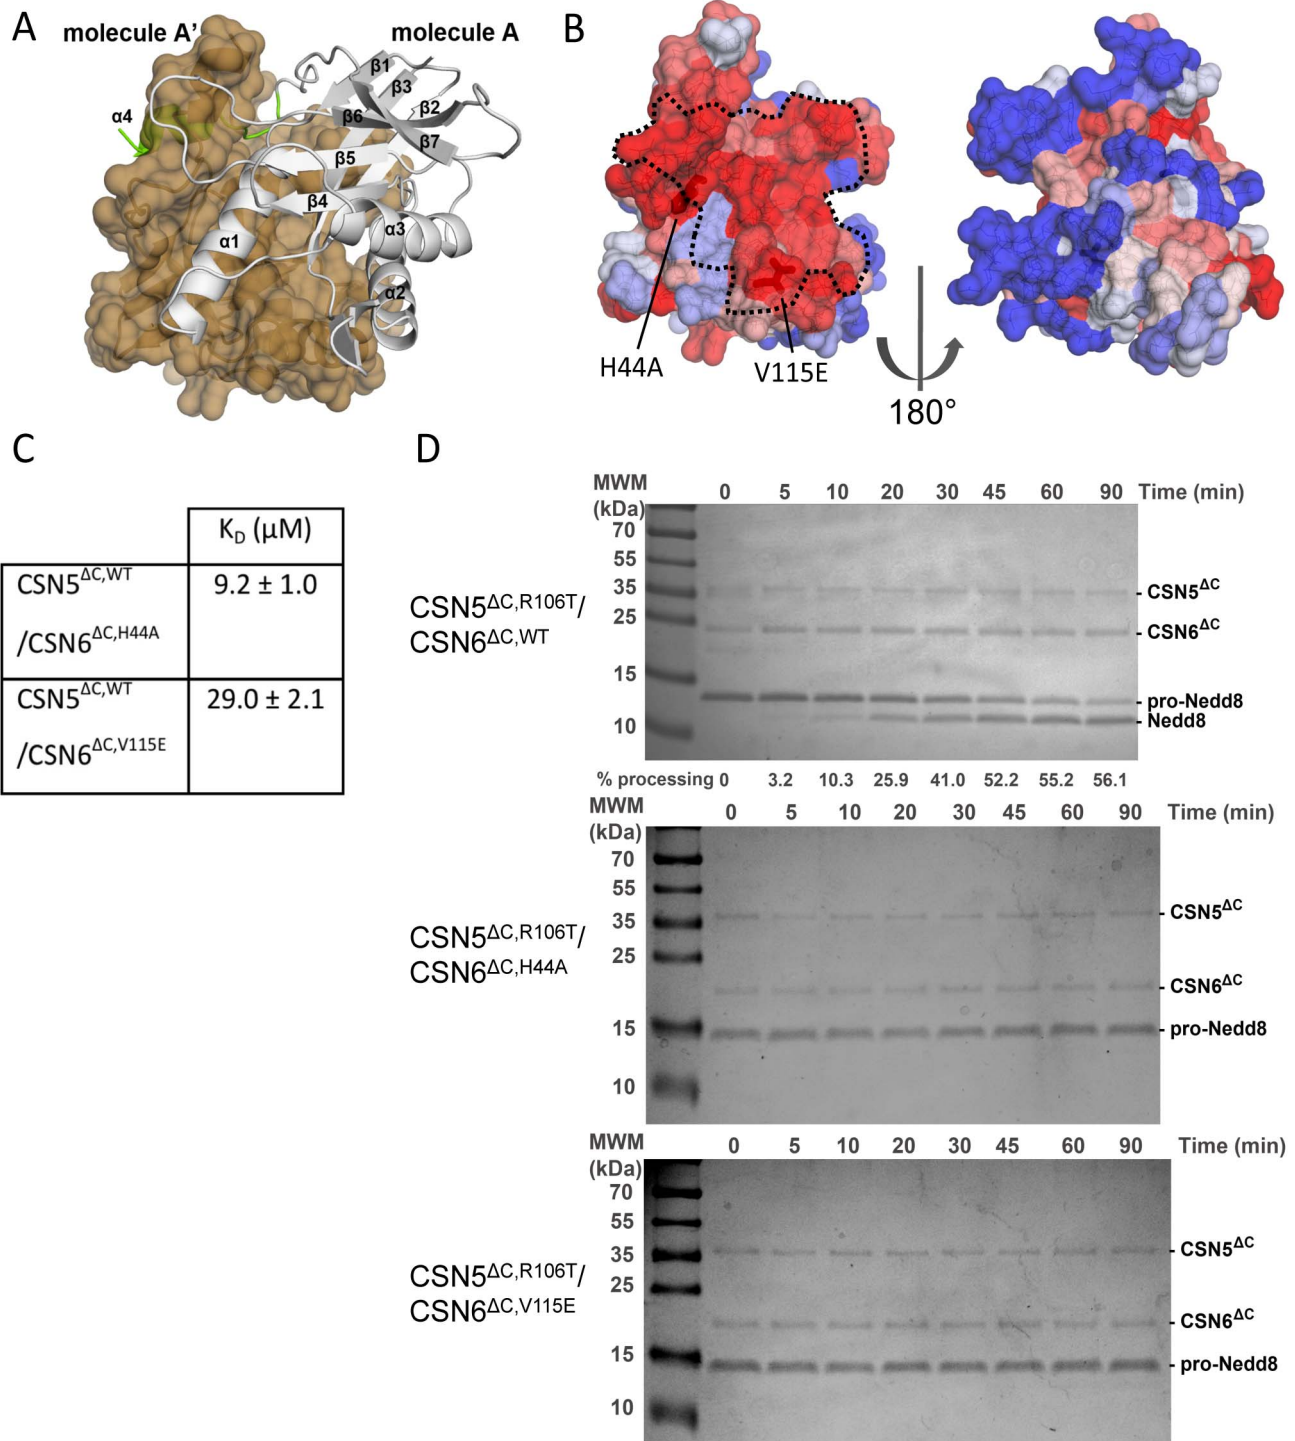 A
molecule A’
molecule A
α4
β1
β3
β2
β6
β7
β5
β4
α1
α3
α2
B
H44A
V115E
180°
C
K_D (µM)
CSN5^ΔC,WT
/CSN6^ΔC,H44A
9.2 ± 1.0
CSN5^ΔC,WT
/CSN6^ΔC,V115E
29.0 ± 2.1
D
MWM
(kDa)
0 5 10 20 30 45 60 90 Time (min)
70
55
35
25
15
10
CSN5^ΔC,R106T/
CSN6^ΔC,WT
- CSN5^ΔC
- CSN6^ΔC
- pro-Nedd8
- Nedd8
% processing 0 3.2 10.3 25.9 41.0 52.2 55.2 56.1
MWM
(kDa)
0 5 10 20 30 45 60 90 Time (min)
70
55
35
25
15
10
CSN5^ΔC,R106T/
CSN6^ΔC,H44A
- CSN5^ΔC
- CSN6^ΔC
- pro-Nedd8
MWM
(kDa)
0 5 10 20 30 45 60 90 Time (min)
70
55
35
25
15
10
CSN5^ΔC,R106T/
CSN6^ΔC,V115E
- CSN5^ΔC
- CSN6^ΔC
- pro-Nedd8